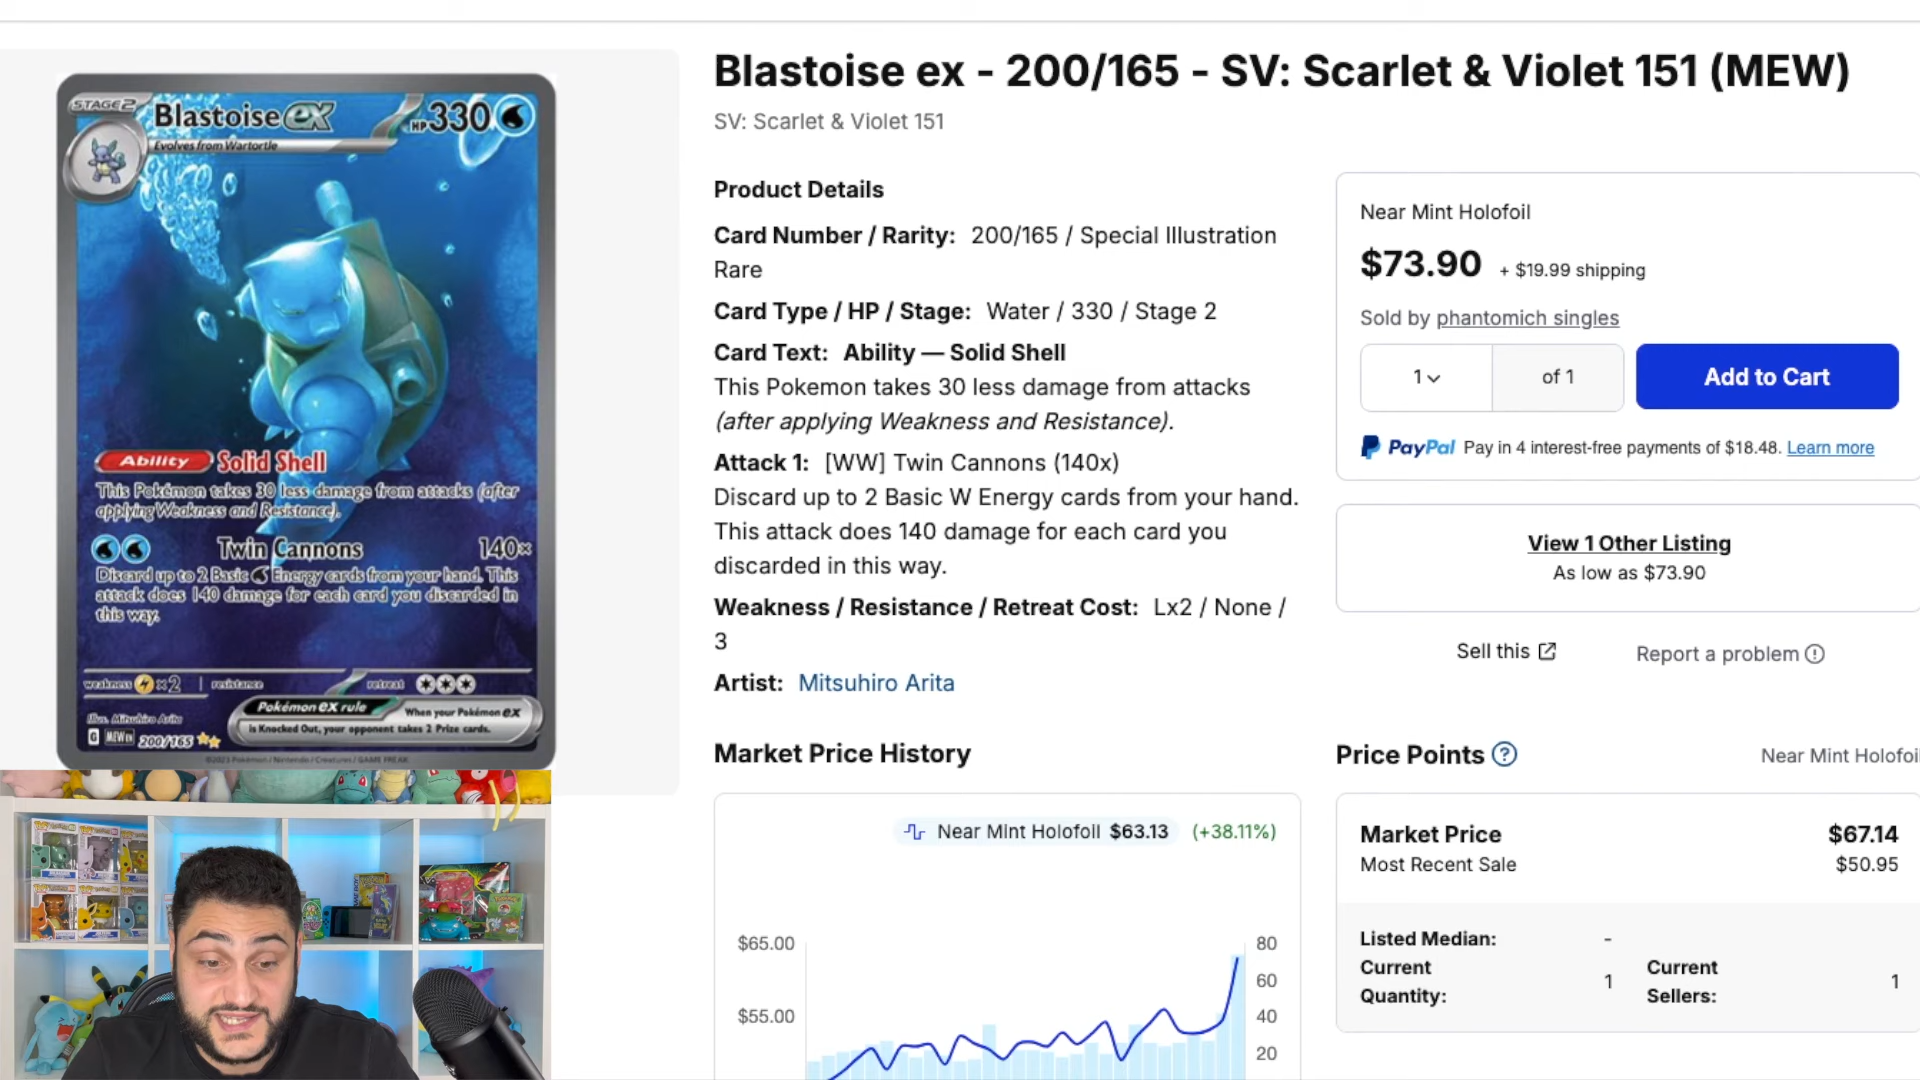 STAGE2
Blastoise ex
HP330
Evolves from Wartortle
Ability Solid Shell
This Pokémon takes 30 less damage from attacks (after
applying Weakness and Resistance).
Twin Cannons 140×
Discard up to 2 Basic Energy cards from your hand. This
attack does 140 damage for each card you discarded in
this way.
weakness ×2 resistance retreat
Pokémon ex rule When your Pokémon ex
is Knocked Out, your opponent takes 2 Prize cards.
Illus. Mitsuhiro Arita
G MEW EN 200/165
©2023 Pokémon / Nintendo / Creatures / GAME FREAK
Blastoise ex - 200/165 - SV: Scarlet & Violet 151 (MEW)
SV: Scarlet & Violet 151
Product Details
Card Number / Rarity: 200/165 / Special Illustration
Rare
Card Type / HP / Stage: Water / 330 / Stage 2
Card Text: Ability — Solid Shell
This Pokemon takes 30 less damage from attacks
(after applying Weakness and Resistance).
Attack 1: [WW] Twin Cannons (140x)
Discard up to 2 Basic W Energy cards from your hand.
This attack does 140 damage for each card you
discarded in this way.
Weakness / Resistance / Retreat Cost: Lx2 / None /
3
Artist: Mitsuhiro Arita
Near Mint Holofoil
$73.90 + $19.99 shipping
Sold by phantomich singles
1 of 1 Add to Cart
PayPal Pay in 4 interest-free payments of $18.48. Learn more
View 1 Other Listing
As low as $73.90
Sell this Report a problem
Market Price History
Near Mint Holofoil $63.13 (+38.11%)
$65.00 80
60
$55.00 40
20
Price Points ? Near Mint Holofoil
Market Price $67.14
Most Recent Sale $50.95
Listed Median: -
Current Quantity: 1
Current Sellers: 1